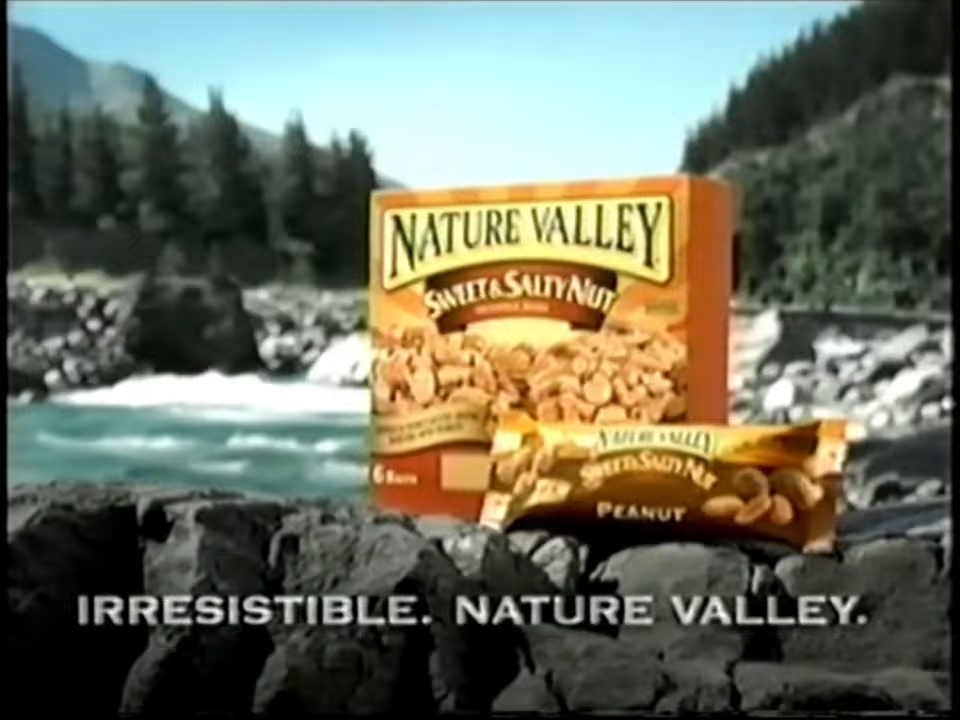 NATURE VALLEY
SWEET & SALTY NUT
6 BARS
NATURE VALLEY
SWEET & SALTY NUT
PEANUT
IRRESISTIBLE. NATURE VALLEY.